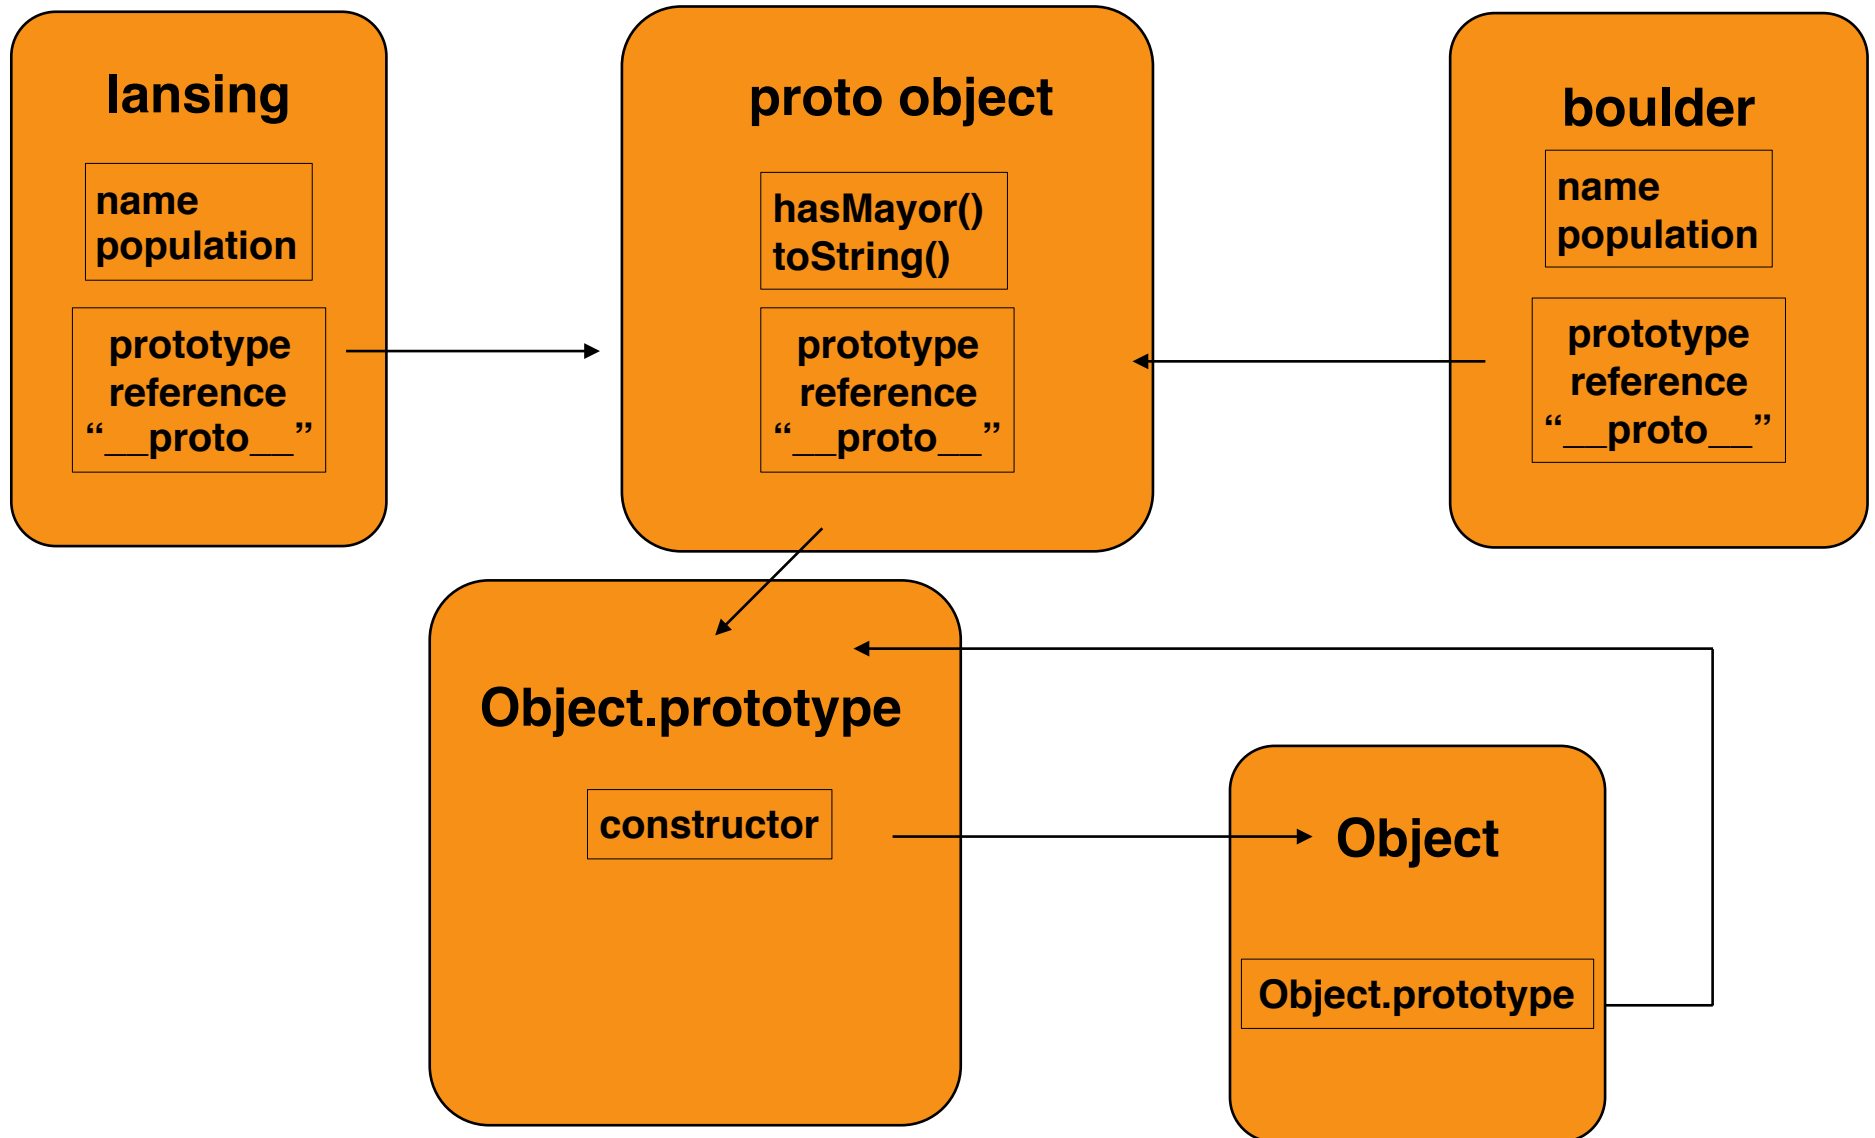 lansing
name
population
prototype
reference
“__proto__”
proto object
hasMayor()
toString()
prototype
reference
“__proto__”
boulder
name
population
prototype
reference
“__proto__”
Object.prototype
constructor
Object
Object.prototype